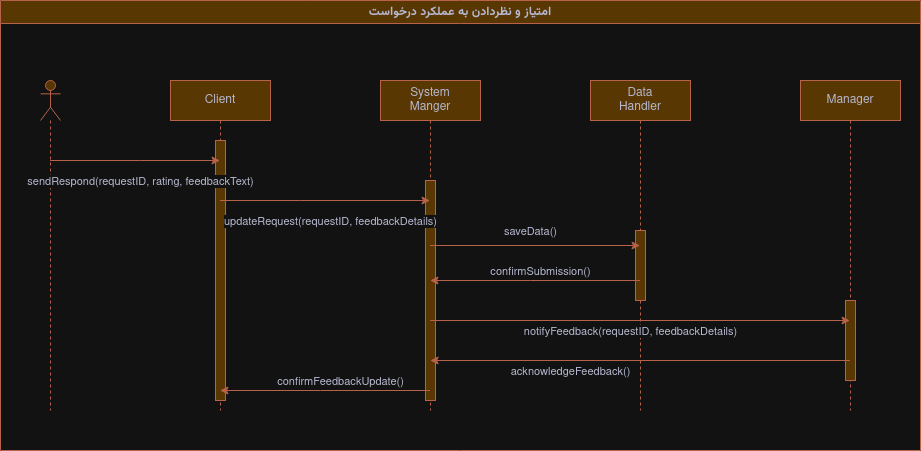 امتیاز و نظردادن به عملکرد درخواست
Client
System
Manger
Data
Handler
Manager
sendRespond(requestID, rating, feedbackText)
updateRequest(requestID, feedbackDetails)
saveData()
confirmSubmission()
notifyFeedback(requestID, feedbackDetails)
acknowledgeFeedback()
confirmFeedbackUpdate()